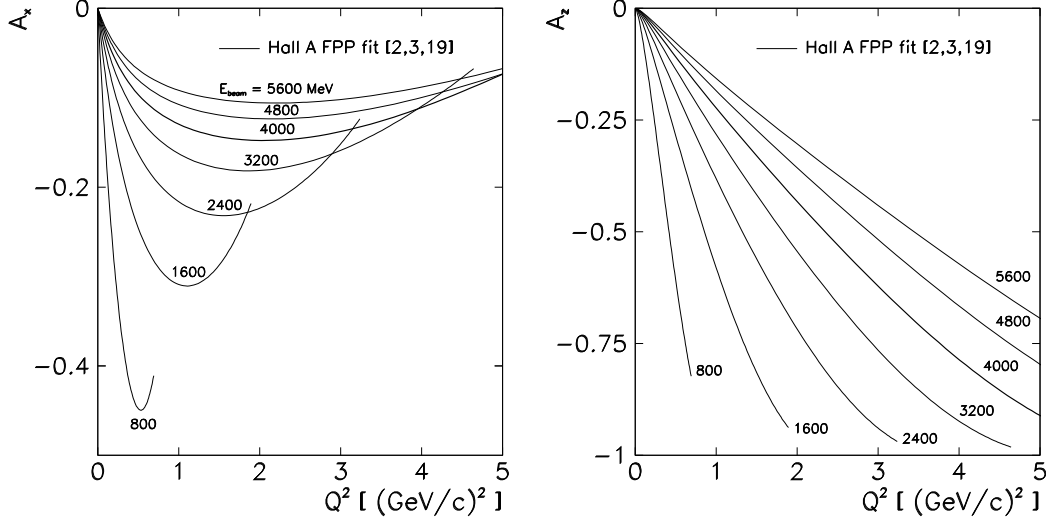 Aₓ
0
−0.2
−0.4
Hall A FPP fit [2,3,19]
E_beam = 5600 MeV
4800
4000
3200
2400
1600
800
0 1 2 3 4 5
Q² [ (GeV/c)² ]
A_z
0
−0.25
−0.5
−0.75
−1
Hall A FPP fit [2,3,19]
5600
4800
4000
3200
2400
1600
800
0 1 2 3 4 5
Q² [ (GeV/c)² ]